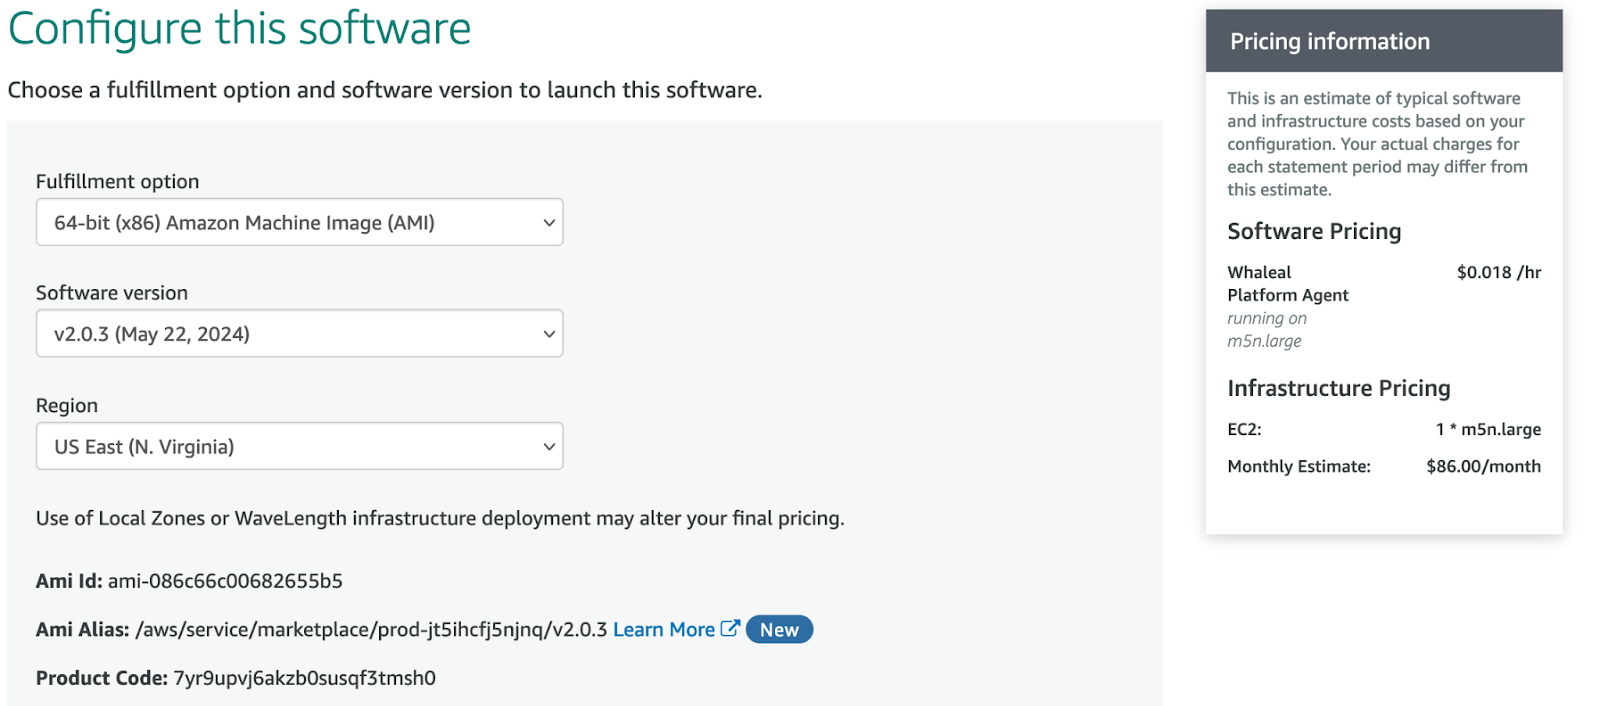 Configure this software
Choose a fulfillment option and software version to launch this software.
Fulfillment option
64-bit (x86) Amazon Machine Image (AMI)
Software version
v2.0.3 (May 22, 2024)
Region
US East (N. Virginia)
Use of Local Zones or WaveLength infrastructure deployment may alter your final pricing.
Ami Id: ami-086c66c00682655b5
Ami Alias: /aws/service/marketplace/prod-jt5ihcfj5njnq/v2.0.3 Learn More New
Product Code: 7yr9upvj6akzb0susqf3tmsh0
Pricing information
This is an estimate of typical software
and infrastructure costs based on your
configuration. Your actual charges for
each statement period may differ from
this estimate.
Software Pricing
Whaleal $0.018 /hr
Platform Agent
running on
m5n.large
Infrastructure Pricing
EC2: 1 * m5n.large
Monthly Estimate: $86.00/month